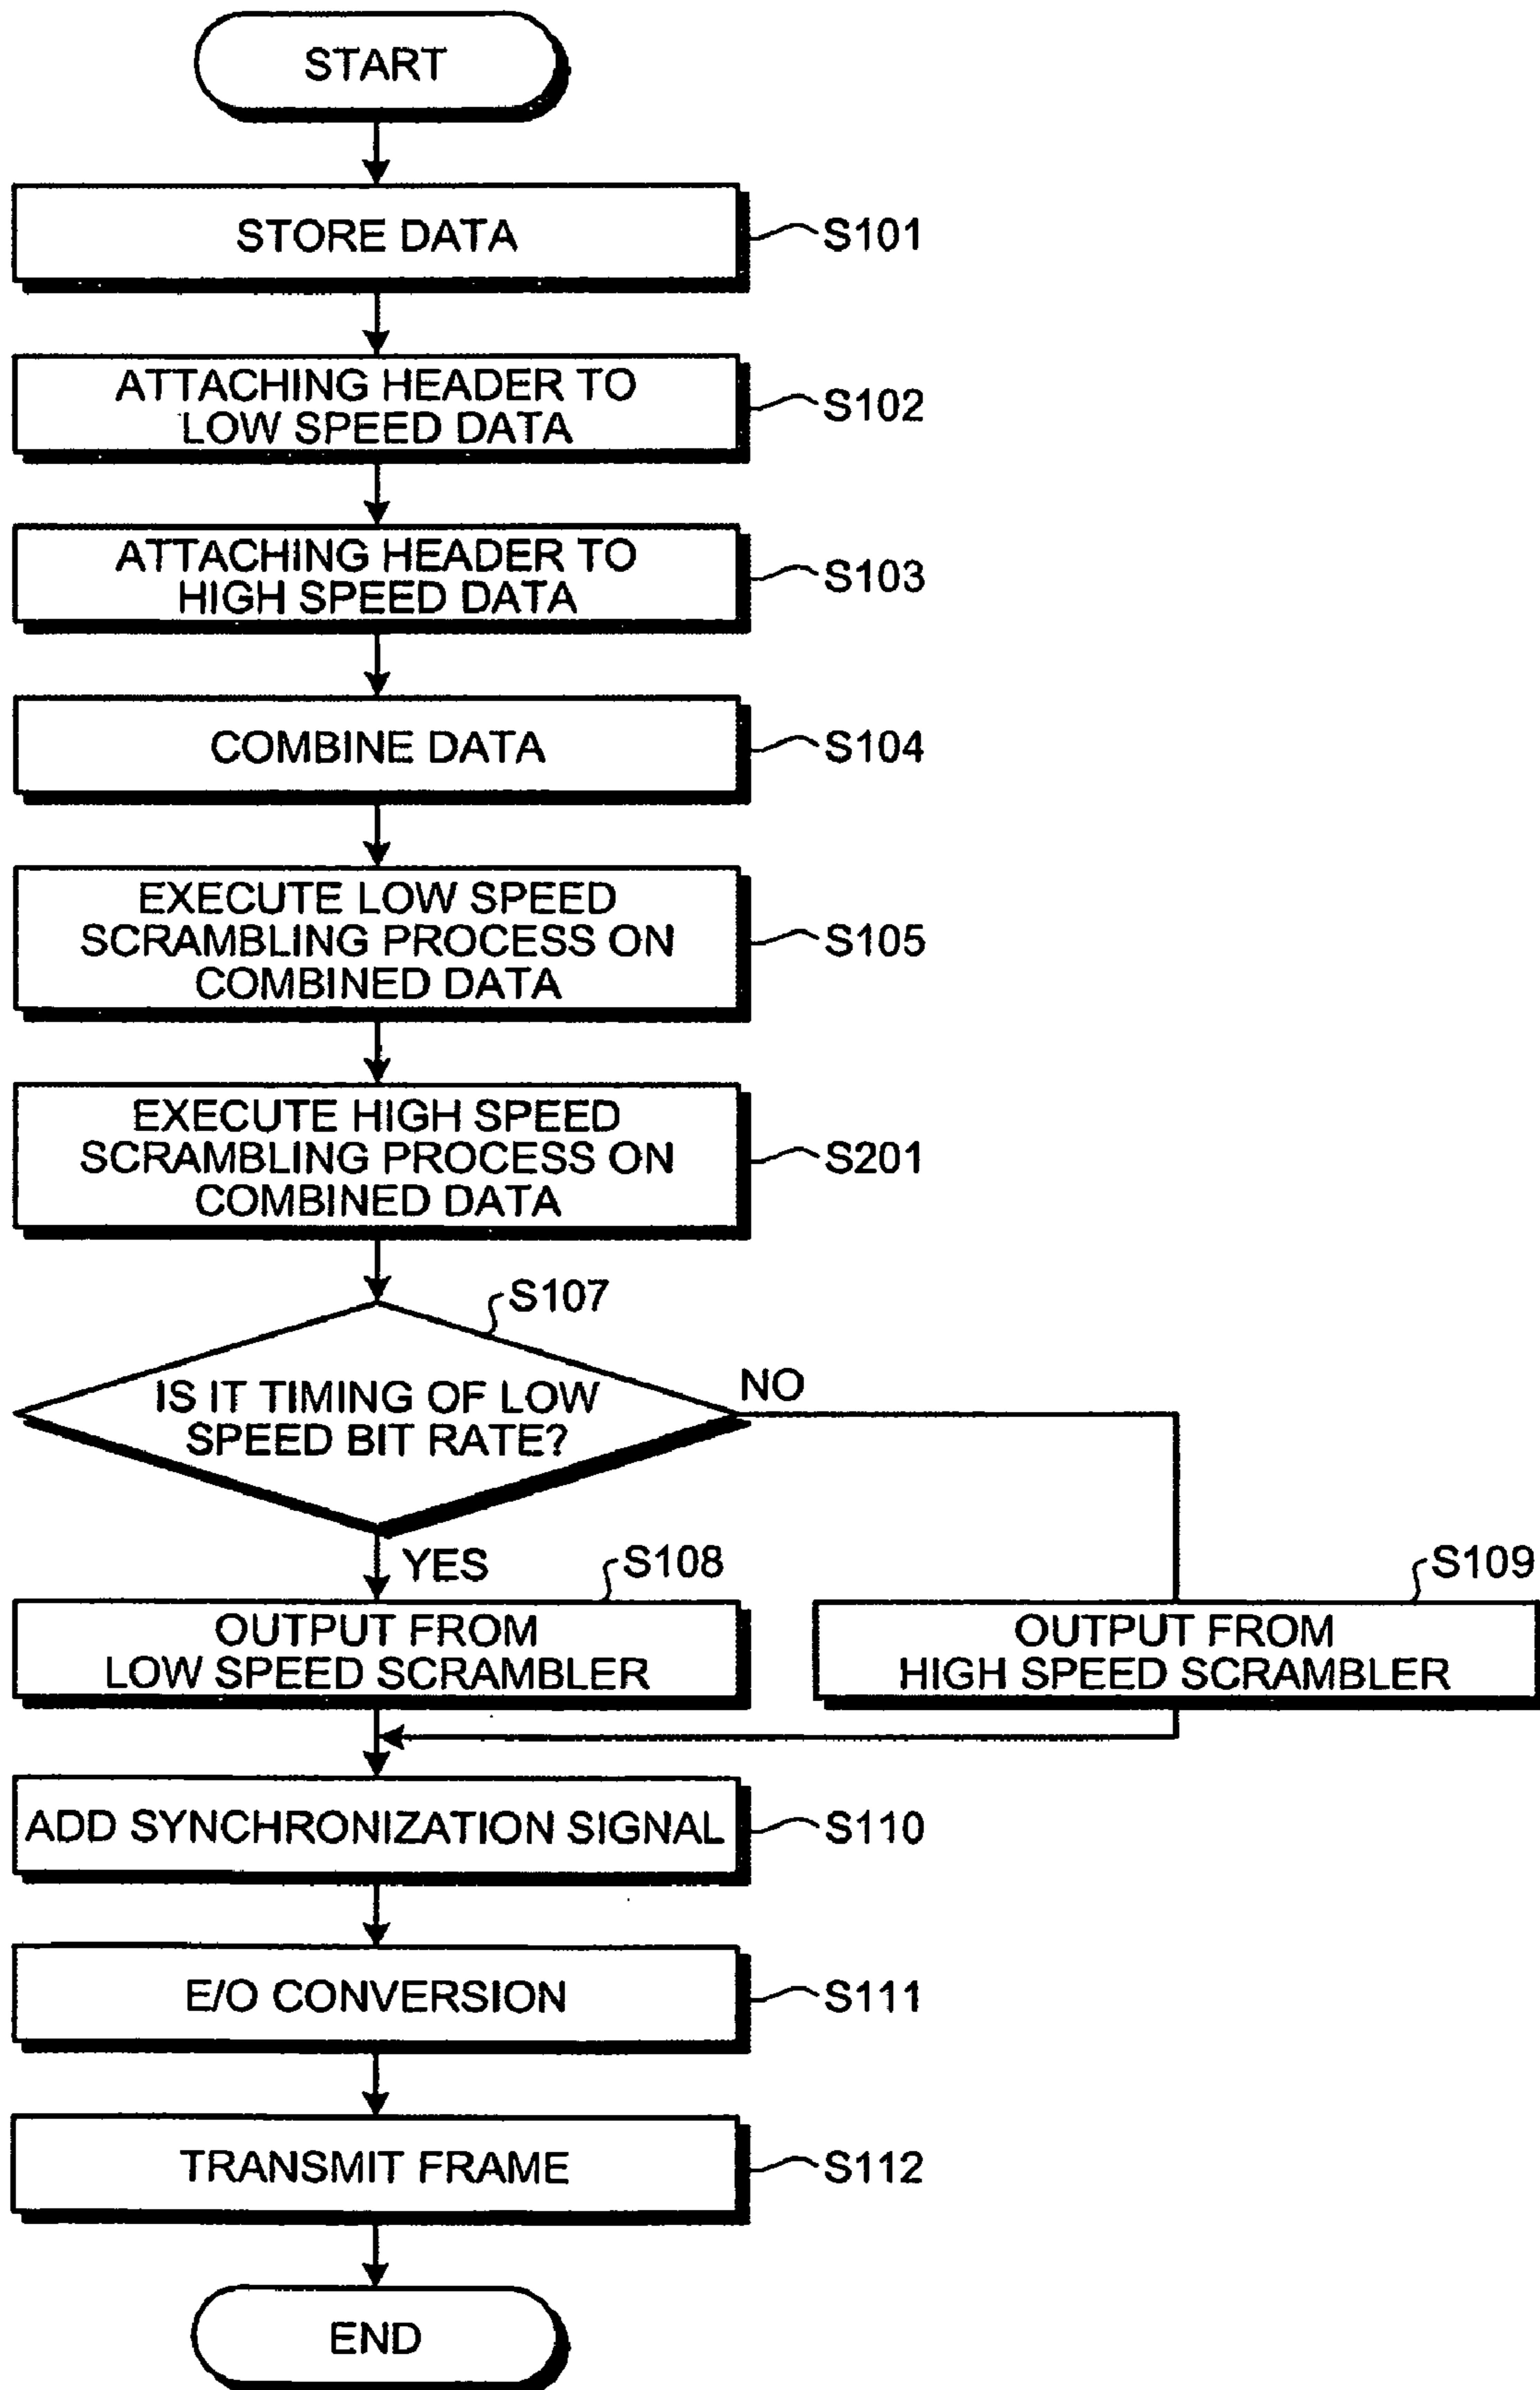 START
STORE DATA
S101
ATTACHING HEADER TO
LOW SPEED DATA
S102
ATTACHING HEADER TO
HIGH SPEED DATA
S103
COMBINE DATA
S104
EXECUTE LOW SPEED
SCRAMBLING PROCESS ON
COMBINED DATA
S105
EXECUTE HIGH SPEED
SCRAMBLING PROCESS ON
COMBINED DATA
S201
S107
IS IT TIMING OF LOW
SPEED BIT RATE?
NO
YES
S108
OUTPUT FROM
LOW SPEED SCRAMBLER
S109
OUTPUT FROM
HIGH SPEED SCRAMBLER
ADD SYNCHRONIZATION SIGNAL
S110
E/O CONVERSION
S111
TRANSMIT FRAME
S112
END